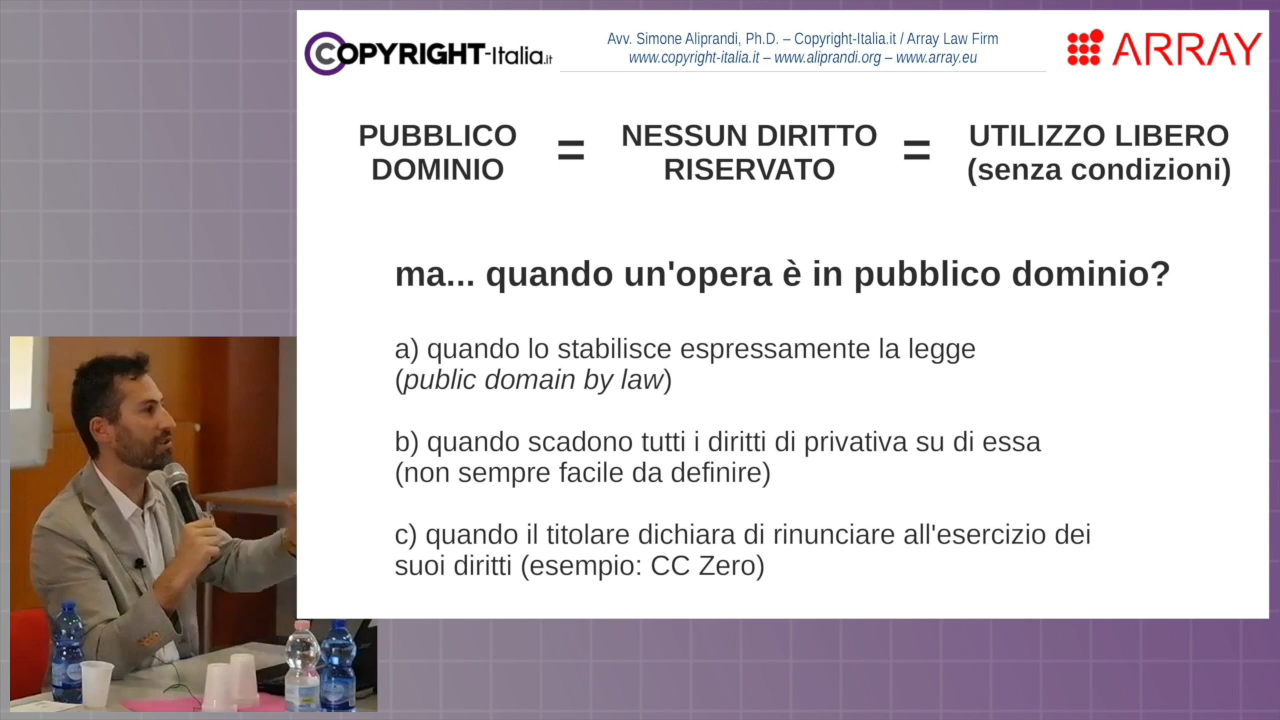 COPYRIGHT-Italia.it
Avv. Simone Aliprandi, Ph.D. – Copyright-Italia.it / Array Law Firm
www.copyright-italia.it – www.aliprandi.org – www.array.eu
ARRAY
PUBBLICO
DOMINIO
=
NESSUN DIRITTO
RISERVATO
=
UTILIZZO LIBERO
(senza condizioni)
ma... quando un'opera è in pubblico dominio?
a) quando lo stabilisce espressamente la legge
(public domain by law)
b) quando scadono tutti i diritti di privativa su di essa
(non sempre facile da definire)
c) quando il titolare dichiara di rinunciare all'esercizio dei
suoi diritti (esempio: CC Zero)